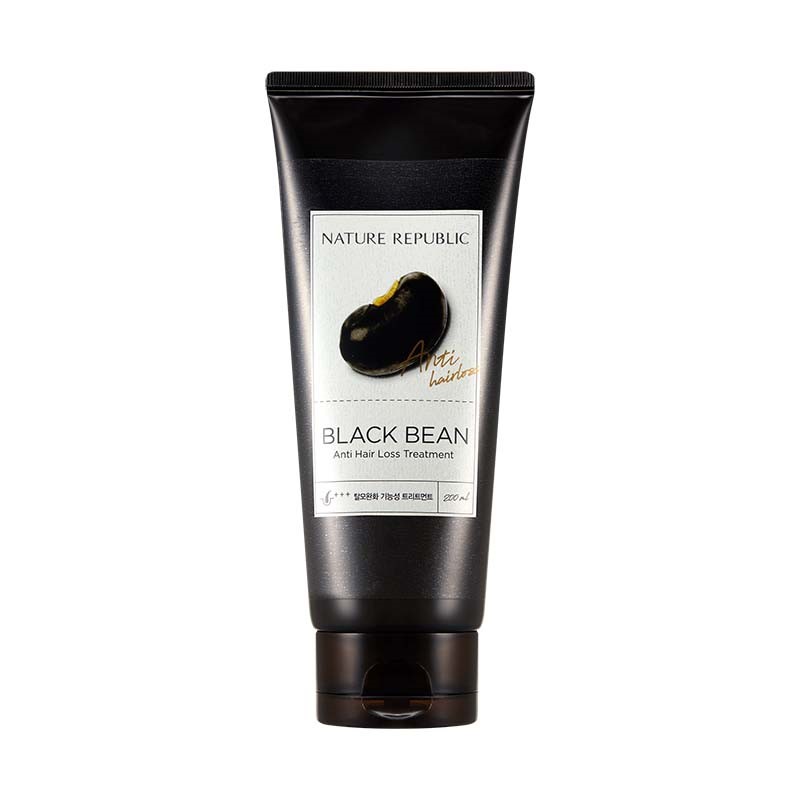 NATURE REPUBLIC
Anti
hairloss
BLACK BEAN
Anti Hair Loss Treatment
+++ 탈모완화 기능성 트리트먼트
200 ml